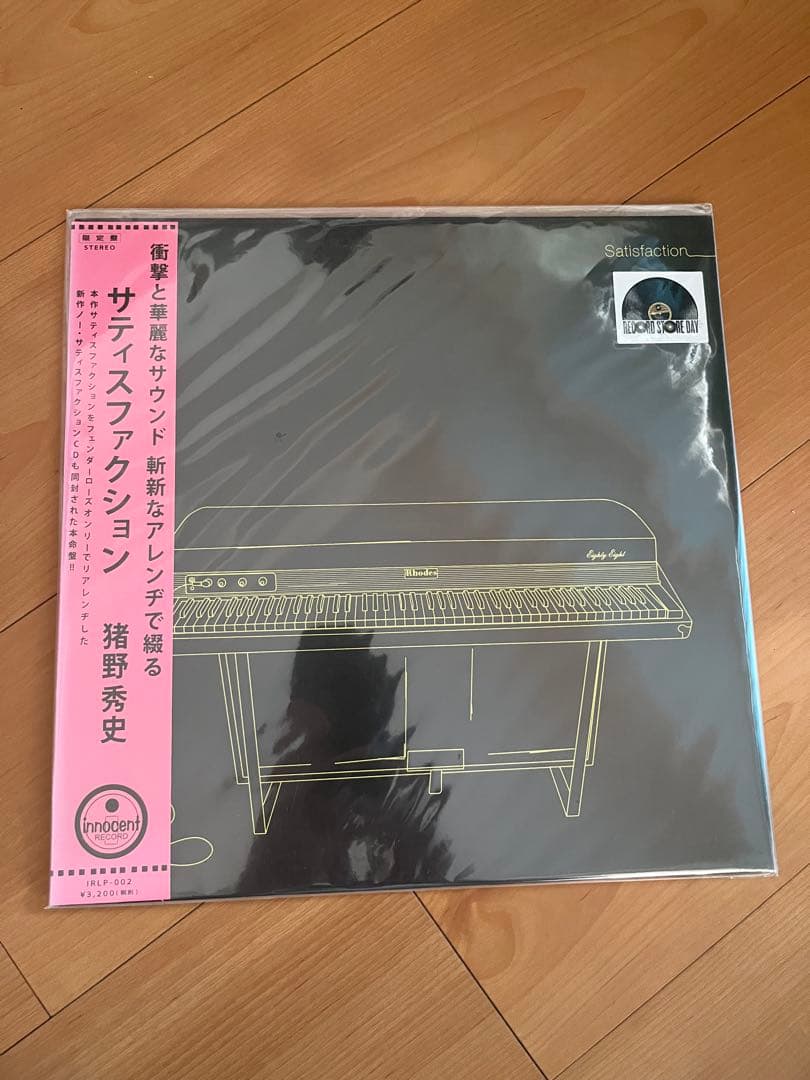 限定盤
STEREO
衝撃と華麗なサウンド 斬新なアレンヂで綴る
サティスファクション 猪野秀史
本作サティスファクションをフェンダーローズオンリーでリアレンヂした
新作ノー・サティスファクションCDも同封された本命盤!!
innocent
RECORD
IRLP-002
¥3,200(税別)
Satisfaction
RECORD STORE DAY
Rhodes
Eighty Eight